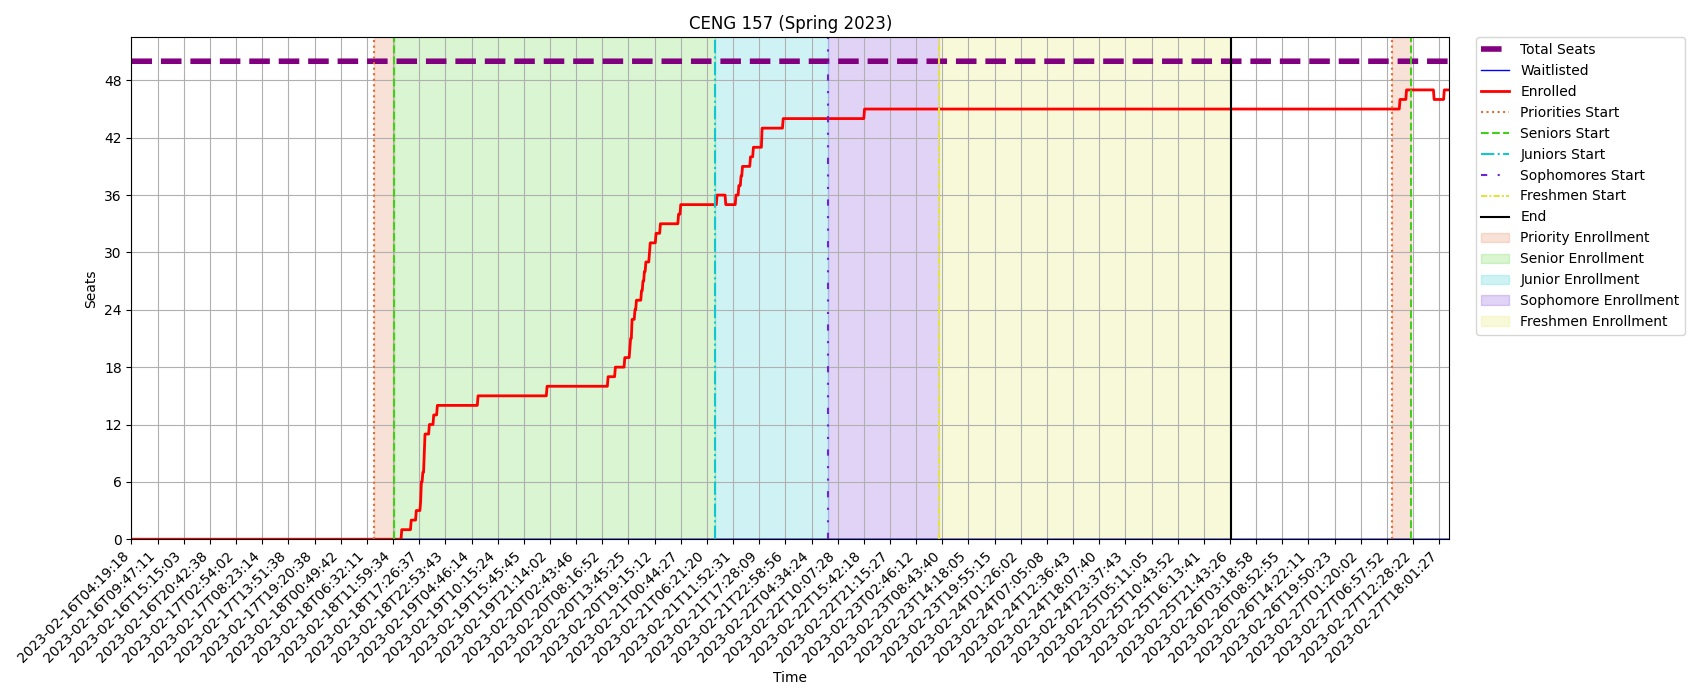 CENG 157 (Spring 2023)
Seats
48
42
36
30
24
18
12
6
0
2023-02-16T04:19:18
2023-02-16T09:47:11
2023-02-16T15:15:03
2023-02-16T20:42:38
2023-02-17T02:54:02
2023-02-17T08:23:14
2023-02-17T13:51:38
2023-02-17T19:20:38
2023-02-18T00:49:42
2023-02-18T06:32:11
2023-02-18T11:59:34
2023-02-18T17:26:37
2023-02-18T22:53:43
2023-02-19T04:46:14
2023-02-19T10:15:24
2023-02-19T15:45:45
2023-02-19T21:14:02
2023-02-20T02:43:46
2023-02-20T08:16:52
2023-02-20T13:45:25
2023-02-20T19:15:12
2023-02-21T00:44:27
2023-02-21T06:21:20
2023-02-21T11:52:31
2023-02-21T17:28:09
2023-02-21T22:58:56
2023-02-22T04:34:24
2023-02-22T10:07:28
2023-02-22T15:42:18
2023-02-22T21:15:27
2023-02-23T02:46:12
2023-02-23T08:43:40
2023-02-23T14:18:05
2023-02-23T19:55:15
2023-02-24T01:26:02
2023-02-24T07:05:08
2023-02-24T12:36:43
2023-02-24T18:07:40
2023-02-24T23:37:43
2023-02-25T05:11:05
2023-02-25T10:43:52
2023-02-25T16:13:41
2023-02-25T21:43:26
2023-02-26T03:18:58
2023-02-26T08:52:55
2023-02-26T14:22:11
2023-02-26T19:50:23
2023-02-27T01:20:02
2023-02-27T06:57:52
2023-02-27T12:28:22
2023-02-27T18:01:27
Time
Total Seats
Waitlisted
Enrolled
Priorities Start
Seniors Start
Juniors Start
Sophomores Start
Freshmen Start
End
Priority Enrollment
Senior Enrollment
Junior Enrollment
Sophomore Enrollment
Freshmen Enrollment